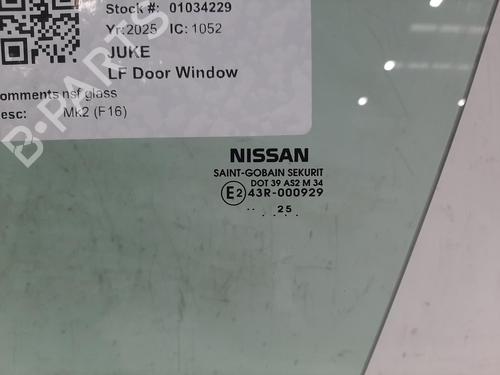 Stock #: 01034229
Yr:2025 IC: 1052
JUKE
LF Door Window
omments nsf glass
esc: Mk2 (F16)
B-PARTS
NISSAN
SAINT-GOBAIN SEKURIT
DOT 39 AS2 M 34
E2 43R-000929
.. 25